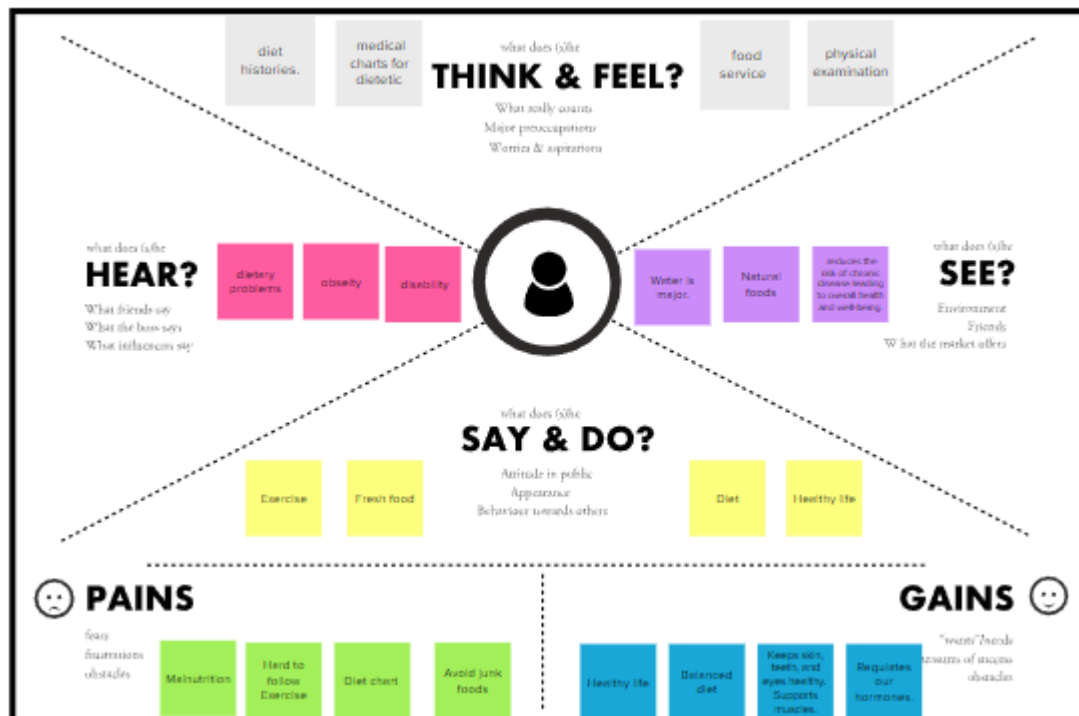 diet
histories.
medical
charts for
dietetic
what does (s)he
THINK & FEEL?
What really counts
Major preoccupations
Worries & aspirations
food
service
physical
examination
what does (s)he
HEAR?
What friends say
What the boss says
What influencers say
dietary
problems
obseity
disability
Water is
major.
Natural
foods
reduces the
risk of chronic
disease leading
to overall health
and well-being.
what does (s)he
SEE?
Environment
Friends
What the market offers
what does (s)he
SAY & DO?
Attitude in public
Appearance
Behaviour towards others
Exercise
Fresh food
Diet
Healthy life
PAINS
fears
frustrations
obstacles
Malnutrition
Hard to
follow
Exercise
Diet chart
Avoid junk
foods
GAINS
"wants"/needs
measures of success
obstacles
Healthy life
Balanced
diet
Keeps skin,
teeth, and
eyes healthy.
Supports
muscles.
Regulates
our
hormones.